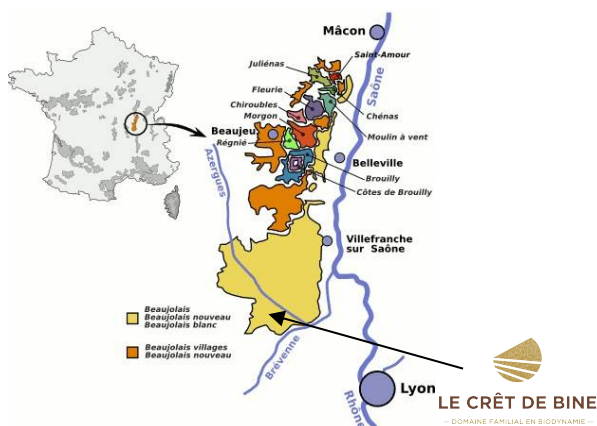 Mâcon
Saint-Amour
Juliénas
Saône
Fleurie
Chiroubles
Chénas
Morgon
Beaujeu
Moulin à vent
Régnié
Azergues
Belleville
Brouilly
Côtes de Brouilly
Villefranche
sur Saône
Beaujolais
Beaujolais nouveau
Beaujolais blanc
Beaujolais villages
Beaujolais nouveau
Brévenne
Lyon
Rhône
LE CRÊT DE BINE
— DOMAINE FAMILIAL EN BIODYNAMIE —